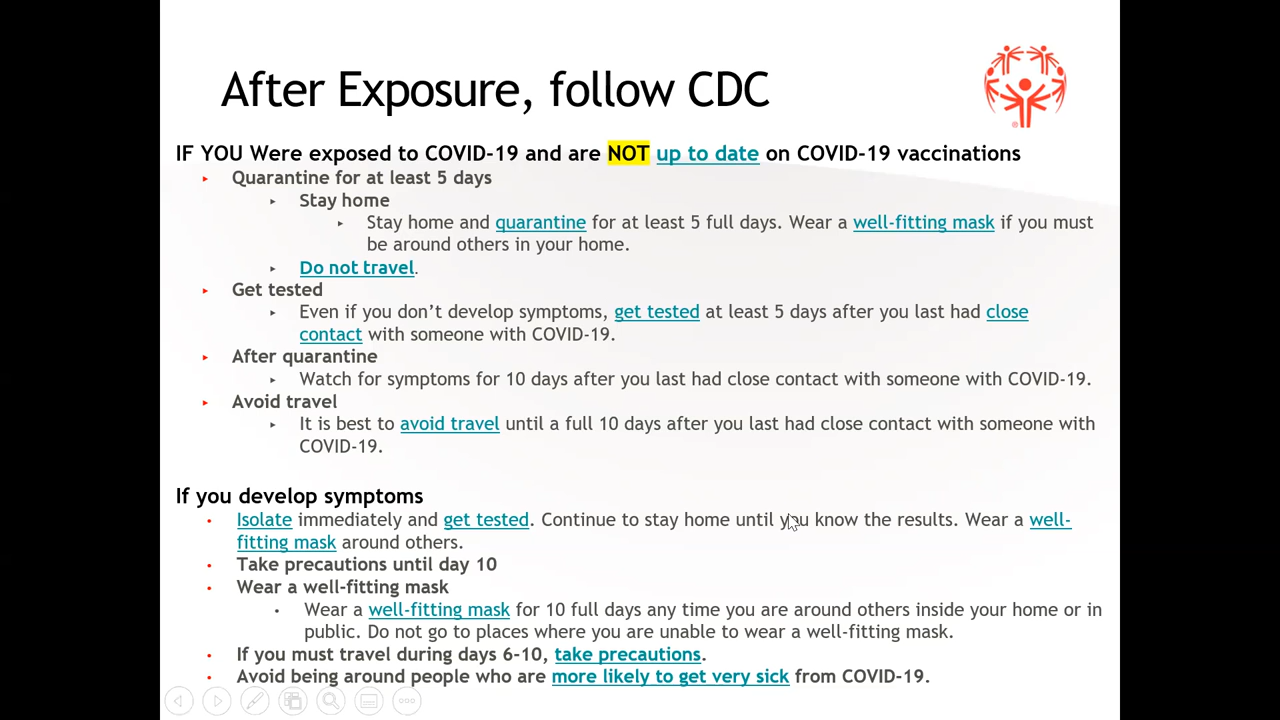 After Exposure, follow CDC
®
IF YOU Were exposed to COVID-19 and are NOT up to date on COVID-19 vaccinations
Quarantine for at least 5 days
Stay home
Stay home and quarantine for at least 5 full days. Wear a well-fitting mask if you must
be around others in your home.
Do not travel.
Get tested
Even if you don’t develop symptoms, get tested at least 5 days after you last had close
contact with someone with COVID-19.
After quarantine
Watch for symptoms for 10 days after you last had close contact with someone with COVID-19.
Avoid travel
It is best to avoid travel until a full 10 days after you last had close contact with someone with
COVID-19.
If you develop symptoms
Isolate immediately and get tested. Continue to stay home until you know the results. Wear a well-
fitting mask around others.
Take precautions until day 10
Wear a well-fitting mask
Wear a well-fitting mask for 10 full days any time you are around others inside your home or in
public. Do not go to places where you are unable to wear a well-fitting mask.
If you must travel during days 6-10, take precautions.
Avoid being around people who are more likely to get very sick from COVID-19.